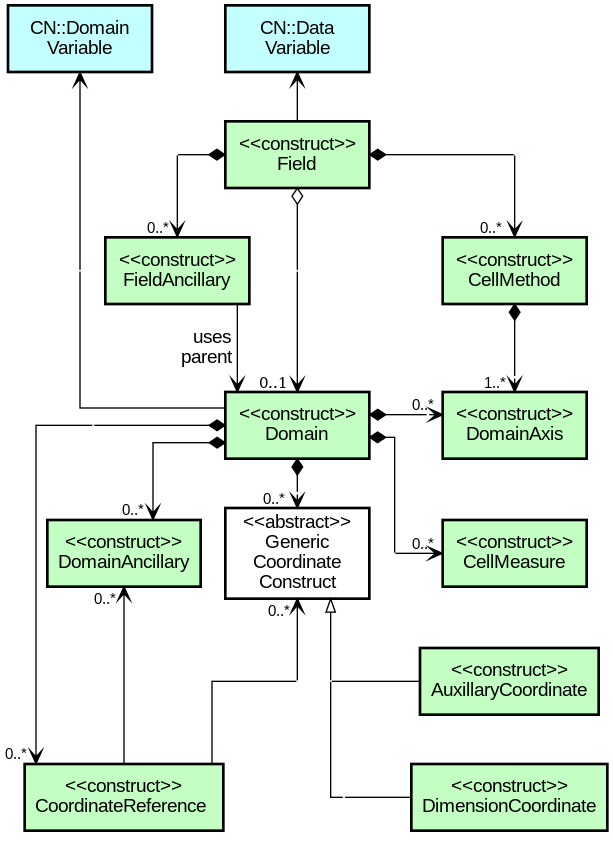 CN::Domain
Variable
CN::Data
Variable
<<construct>>
Field
0..*
0..*
<<construct>>
FieldAncillary
<<construct>>
CellMethod
uses
parent
0..1
1..*
<<construct>>
Domain
0..*
<<construct>>
DomainAxis
0..*
0..*
<<abstract>>
Generic
Coordinate
Construct
<<construct>>
DomainAncillary
0..*
<<construct>>
CellMeasure
0..*
0..*
<<construct>>
AuxillaryCoordinate
0..*
<<construct>>
CoordinateReference
<<construct>>
DimensionCoordinate